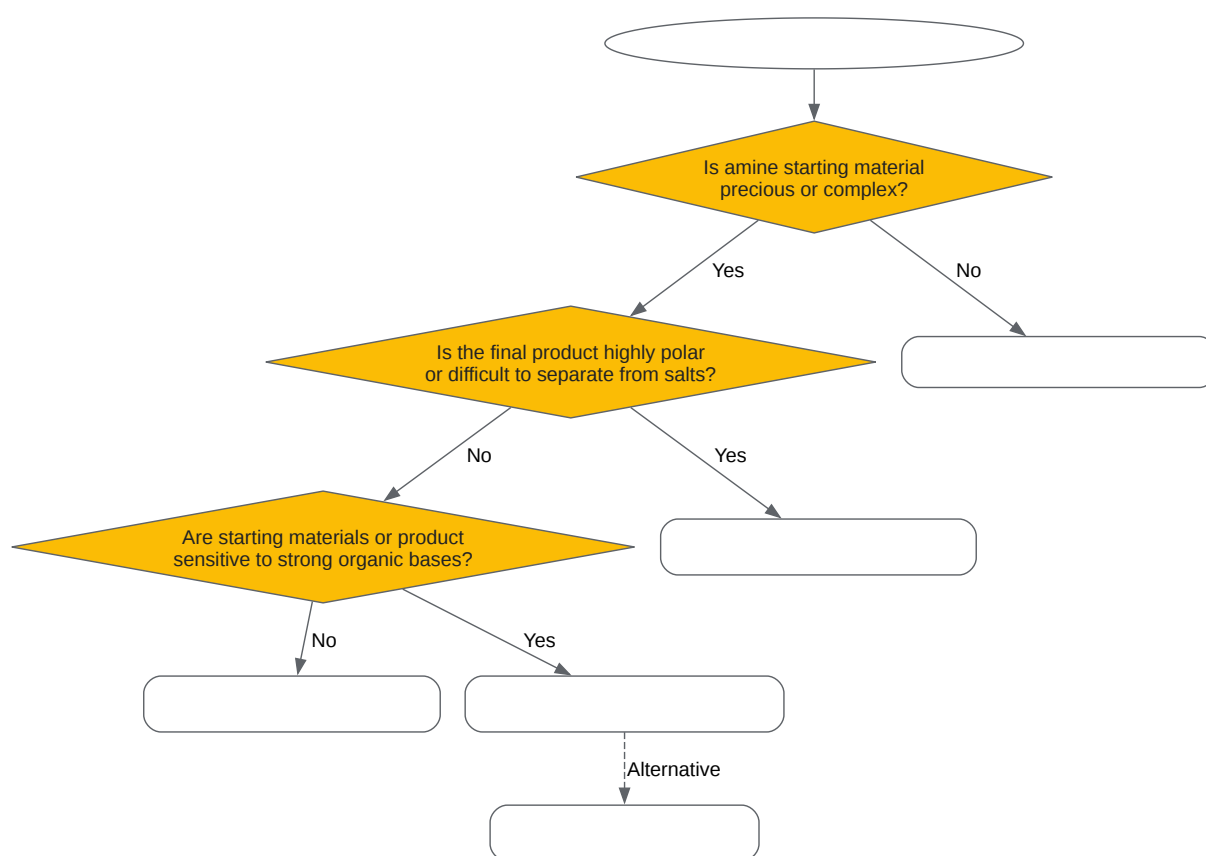 Is amine starting material
precious or complex?
Yes
No
Is the final product highly polar
or difficult to separate from salts?
No
Yes
Are starting materials or product
sensitive to strong organic bases?
No
Yes
Alternative